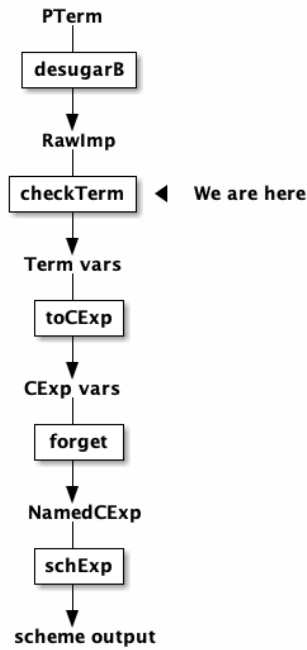 PTerm
desugarB
RawImp
checkTerm ◀ We are here
Term vars
toCExp
CExp vars
forget
NamedCExp
schExp
scheme output